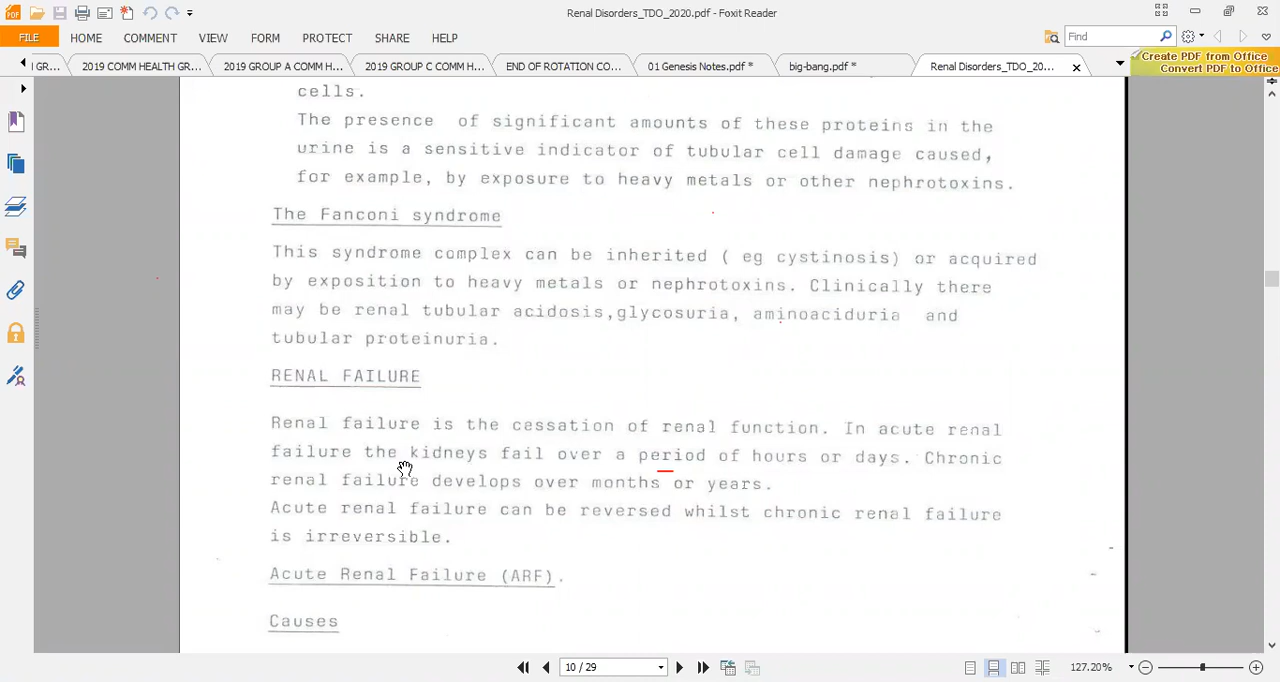 Renal Disorders_TDO_2020.pdf - Foxit Reader
FILE HOME COMMENT VIEW FORM PROTECT SHARE HELP
Find
I GR... 2019 COMM HEALTH GR... 2019 GROUP A COMM H... 2019 GROUP C COMM H... END OF ROTATION CO... 01 Genesis Notes.pdf * big-bang.pdf * Renal Disorders_TDO_20...
Create PDF from Office
Convert PDF to Office
cells.
The presence of significant amounts of these proteins in the
urine is a sensitive indicator of tubular cell damage caused,
for example, by exposure to heavy metals or other nephrotoxins.
The Fanconi syndrome
This syndrome complex can be inherited ( eg cystinosis) or acquired
by exposition to heavy metals or nephrotoxins. Clinically there
may be renal tubular acidosis,glycosuria, aminoaciduria and
tubular proteinuria.
RENAL FAILURE
Renal failure is the cessation of renal function. In acute renal
failure the kidneys fail over a period of hours or days. Chronic
renal failure develops over months or years.
Acute renal failure can be reversed whilst chronic renal failure
is irreversible.
Acute Renal Failure (ARF).
Causes
10 / 29
127.20%